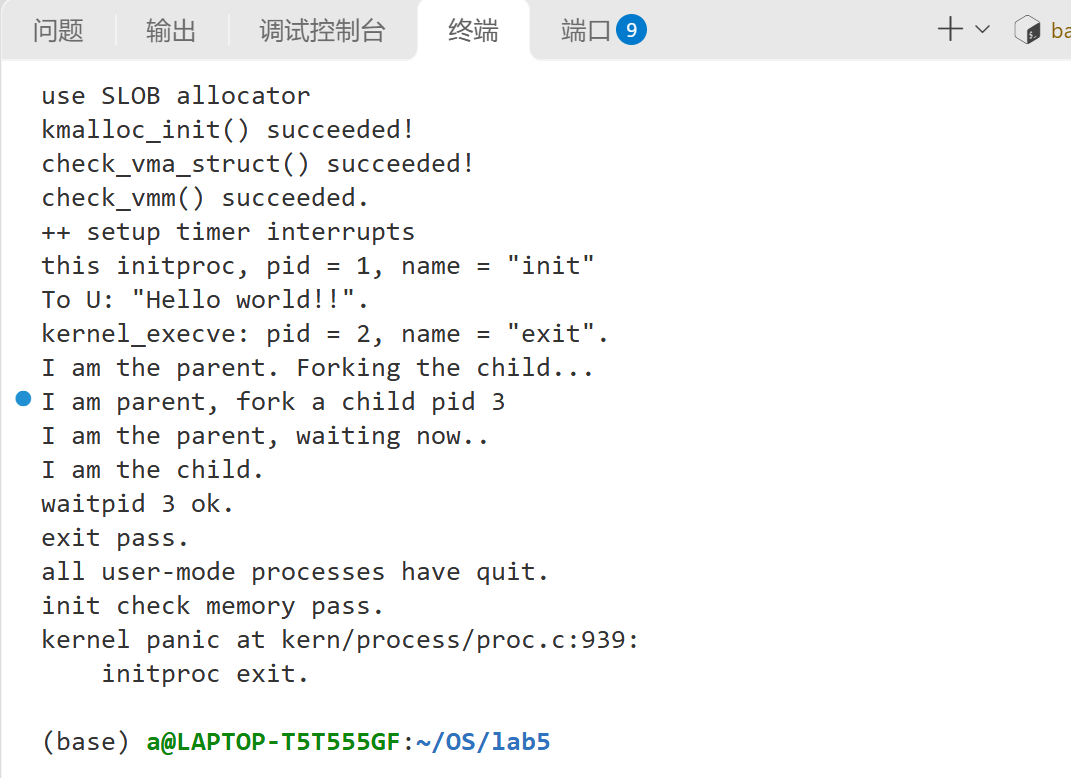 问题 输出 调试控制台 终端 端口 9 ba
use SLOB allocator
kmalloc_init() succeeded!
check_vma_struct() succeeded!
check_vmm() succeeded.
++ setup timer interrupts
this initproc, pid = 1, name = "init"
To U: "Hello world!!".
kernel_execve: pid = 2, name = "exit".
I am the parent. Forking the child...
I am parent, fork a child pid 3
I am the parent, waiting now..
I am the child.
waitpid 3 ok.
exit pass.
all user-mode processes have quit.
init check memory pass.
kernel panic at kern/process/proc.c:939:
    initproc exit.
(base) a@LAPTOP-T5T555GF:~/OS/lab5